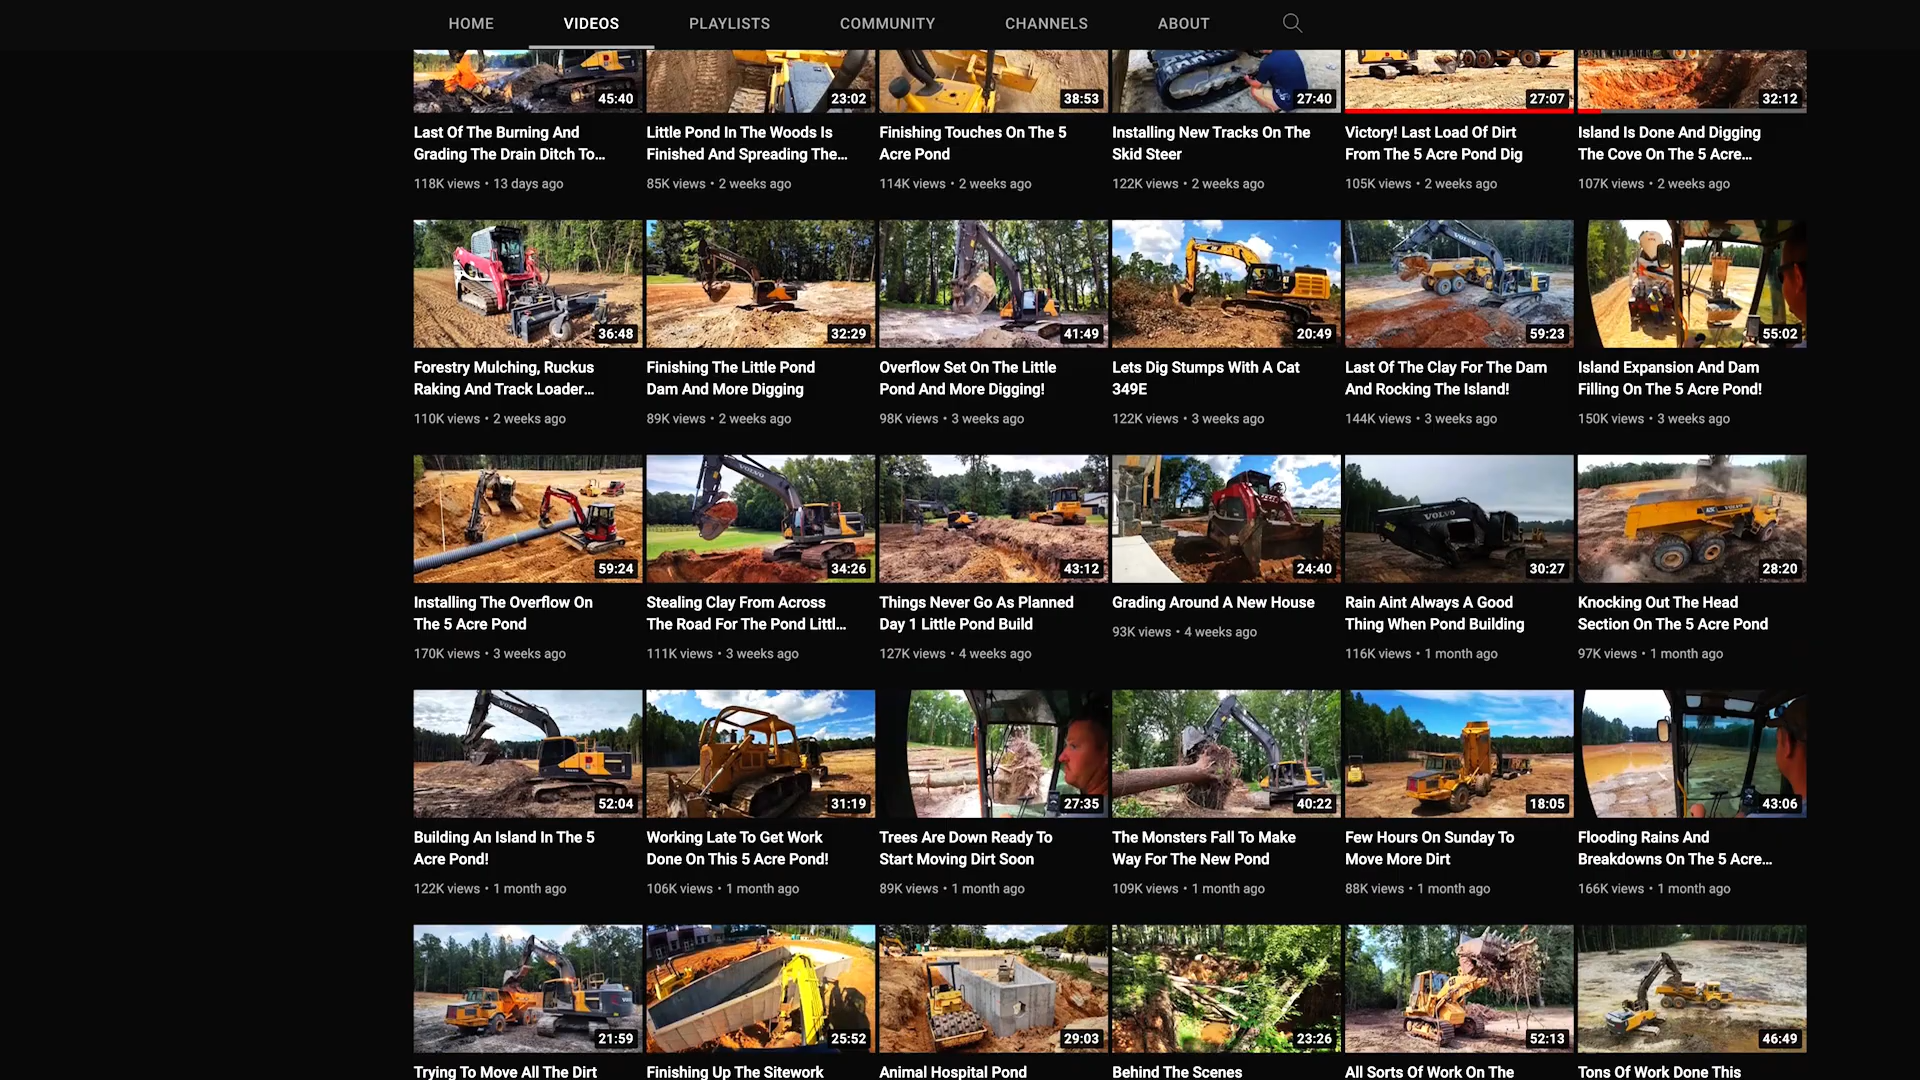 HOME VIDEOS PLAYLISTS COMMUNITY CHANNELS ABOUT
45:40 23:02 38:53 27:40 27:07 32:12
Last Of The Burning And
Grading The Drain Ditch To...
118K views • 13 days ago
Little Pond In The Woods Is
Finished And Spreading The...
85K views • 2 weeks ago
Finishing Touches On The 5
Acre Pond
114K views • 2 weeks ago
Installing New Tracks On The
Skid Steer
122K views • 2 weeks ago
Victory! Last Load Of Dirt
From The 5 Acre Pond Dig
105K views • 2 weeks ago
Island Is Done And Digging
The Cove On The 5 Acre...
107K views • 2 weeks ago
VOLVO
36:48 32:29 41:49 20:49 59:23 55:02
Forestry Mulching, Ruckus
Raking And Track Loader...
110K views • 2 weeks ago
Finishing The Little Pond
Dam And More Digging
89K views • 2 weeks ago
Overflow Set On The Little
Pond And More Digging!
98K views • 3 weeks ago
Lets Dig Stumps With A Cat
349E
122K views • 3 weeks ago
Last Of The Clay For The Dam
And Rocking The Island!
144K views • 3 weeks ago
Island Expansion And Dam
Filling On The 5 Acre Pond!
150K views • 3 weeks ago
VOLVO
VOLVO
59:24 34:26 43:12 24:40 30:27 28:20
Installing The Overflow On
The 5 Acre Pond
170K views • 3 weeks ago
Stealing Clay From Across
The Road For The Pond Littl...
111K views • 3 weeks ago
Things Never Go As Planned
Day 1 Little Pond Build
127K views • 4 weeks ago
Grading Around A New House
93K views • 4 weeks ago
Rain Aint Always A Good
Thing When Pond Building
116K views • 1 month ago
Knocking Out The Head
Section On The 5 Acre Pond
97K views • 1 month ago
VOLVO
52:04 31:19 27:35 40:22 18:05 43:06
Building An Island In The 5
Acre Pond!
122K views • 1 month ago
Working Late To Get Work
Done On This 5 Acre Pond!
106K views • 1 month ago
Trees Are Down Ready To
Start Moving Dirt Soon
89K views • 1 month ago
The Monsters Fall To Make
Way For The New Pond
109K views • 1 month ago
Few Hours On Sunday To
Move More Dirt
88K views • 1 month ago
Flooding Rains And
Breakdowns On The 5 Acre...
166K views • 1 month ago
21:59 25:52 29:03 23:26 52:13 46:49
Trying To Move All The Dirt
Finishing Up The Sitework
Animal Hospital Pond
Behind The Scenes
All Sorts Of Work On The
Tons Of Work Done This